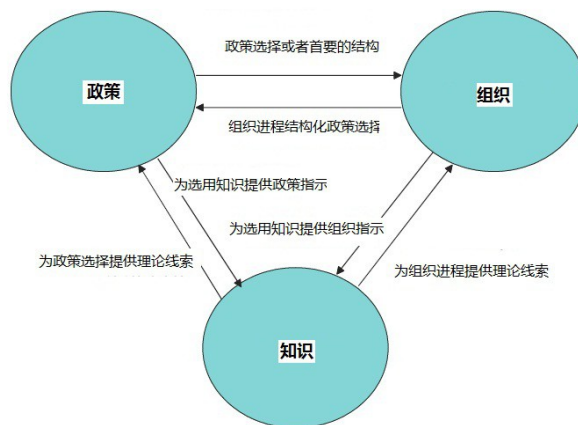 政策选择或者首要的结构
政策
组织
组织进程结构化政策选择
为选用知识提供政策指示
为选用知识提供组织指示
为政策选择提供理论线索
为组织进程提供理论线索
知识